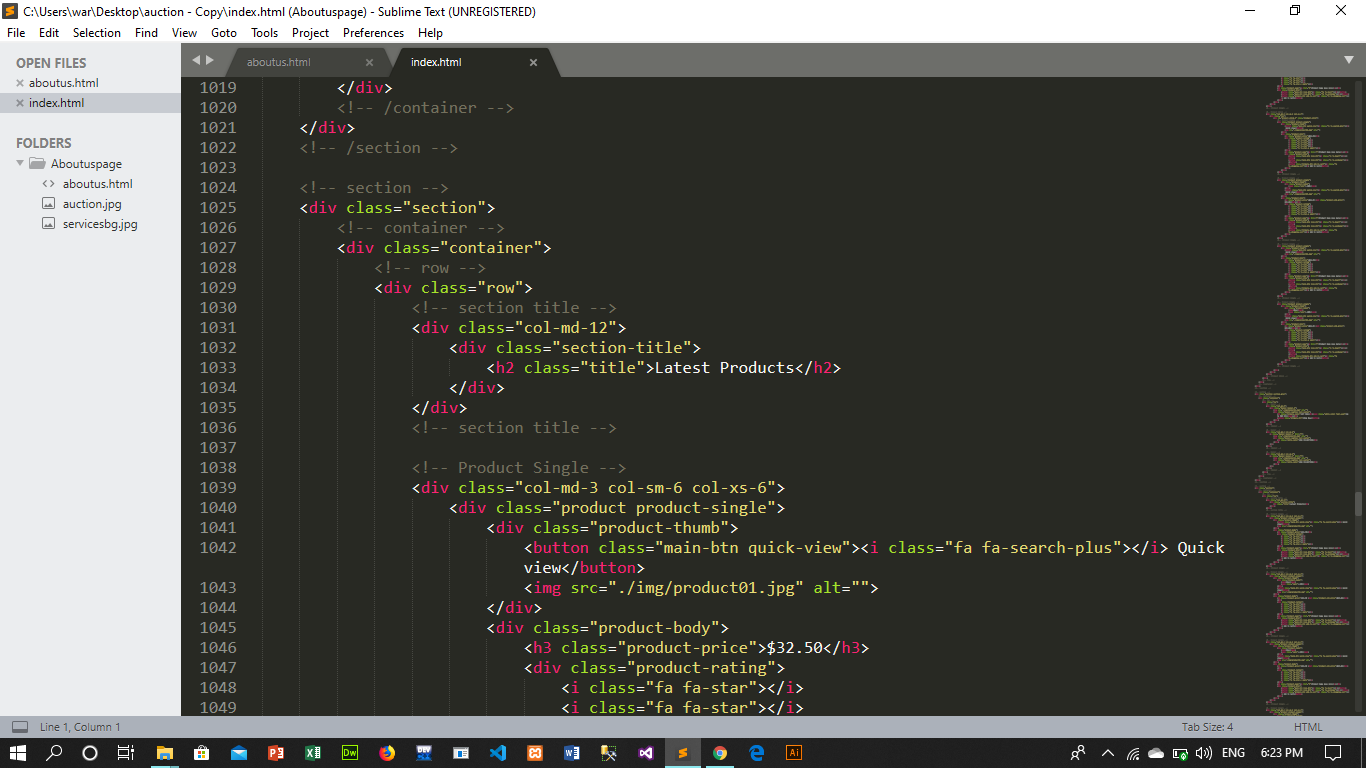 C:\Users\war\Desktop\auction - Copy\index.html (Aboutuspage) - Sublime Text (UNREGISTERED)
File Edit Selection Find View Goto Tools Project Preferences Help
OPEN FILES
aboutus.html
index.html
FOLDERS
Aboutuspage
aboutus.html
auction.jpg
servicesbg.jpg
aboutus.html
index.html
1019 </div>
1020 <!-- /container -->
1021 </div>
1022 <!-- /section -->
1023
1024 <!-- section -->
1025 <div class="section">
1026 <!-- container -->
1027 <div class="container">
1028 <!-- row -->
1029 <div class="row">
1030 <!-- section title -->
1031 <div class="col-md-12">
1032 <div class="section-title">
1033 <h2 class="title">Latest Products</h2>
1034 </div>
1035 </div>
1036 <!-- section title -->
1037
1038 <!-- Product Single -->
1039 <div class="col-md-3 col-sm-6 col-xs-6">
1040 <div class="product product-single">
1041 <div class="product-thumb">
1042 <button class="main-btn quick-view"><i class="fa fa-search-plus"></i> Quick
view</button>
1043 <img src="./img/product01.jpg" alt="">
1044 </div>
1045 <div class="product-body">
1046 <h3 class="product-price">$32.50</h3>
1047 <div class="product-rating">
1048 <i class="fa fa-star"></i>
1049 <i class="fa fa-star"></i>
Line 1, Column 1
Tab Size: 4
HTML
Dw
DEV
Ai
ENG
6:23 PM